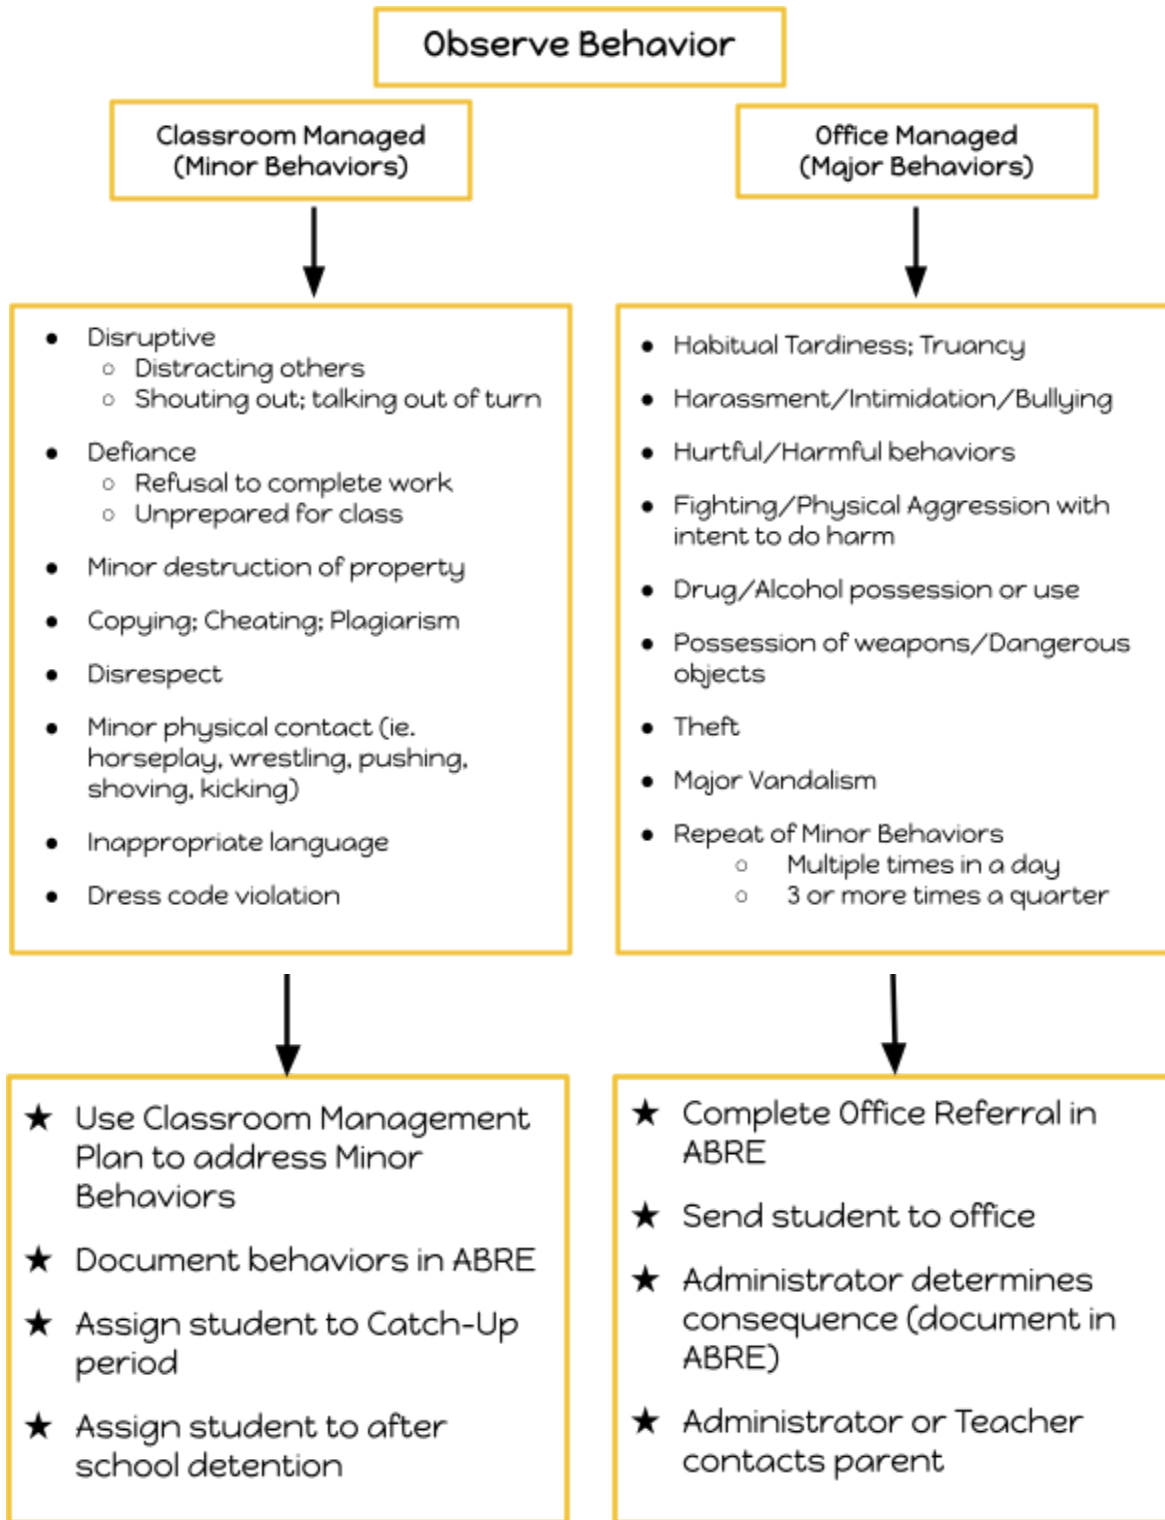 Observe Behavior
Classroom Managed
(Minor Behaviors)
● Disruptive
○ Distracting others
○ Shouting out; talking out of turn
● Defiance
○ Refusal to complete work
○ Unprepared for class
● Minor destruction of property
● Copying; Cheating; Plagiarism
● Disrespect
● Minor physical contact (ie.
horseplay, wrestling, pushing,
shoving, kicking)
● Inappropriate language
● Dress code violation
★ Use Classroom Management
Plan to address Minor
Behaviors
★ Document behaviors in ABRE
★ Assign student to Catch-Up
period
★ Assign student to after
school detention
Office Managed
(Major Behaviors)
● Habitual Tardiness; Truancy
● Harassment/Intimidation/Bullying
● Hurtful/Harmful behaviors
● Fighting/Physical Aggression with
intent to do harm
● Drug/Alcohol possession or use
● Possession of weapons/Dangerous
objects
● Theft
● Major Vandalism
● Repeat of Minor Behaviors
○ Multiple times in a day
○ 3 or more times a quarter
★ Complete Office Referral in
ABRE
★ Send student to office
★ Administrator determines
consequence (document in
ABRE)
★ Administrator or Teacher
contacts parent